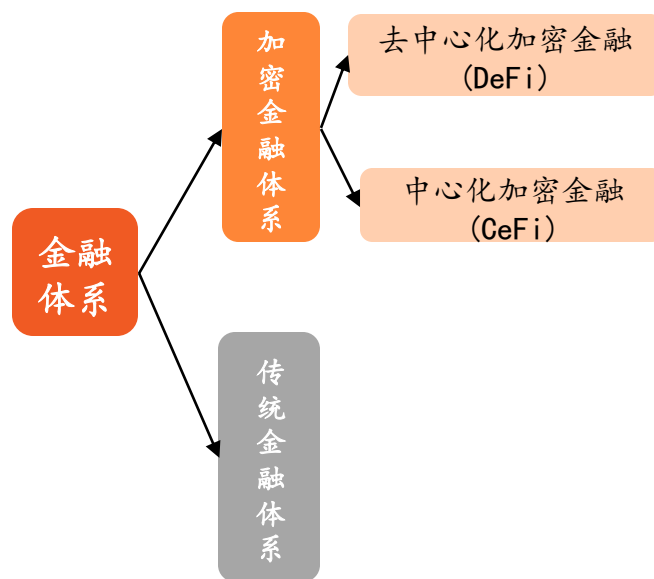 金融
体系
加密金融体系
去中心化加密金融
(DeFi)
中心化加密金融
(CeFi)
传统金融体系